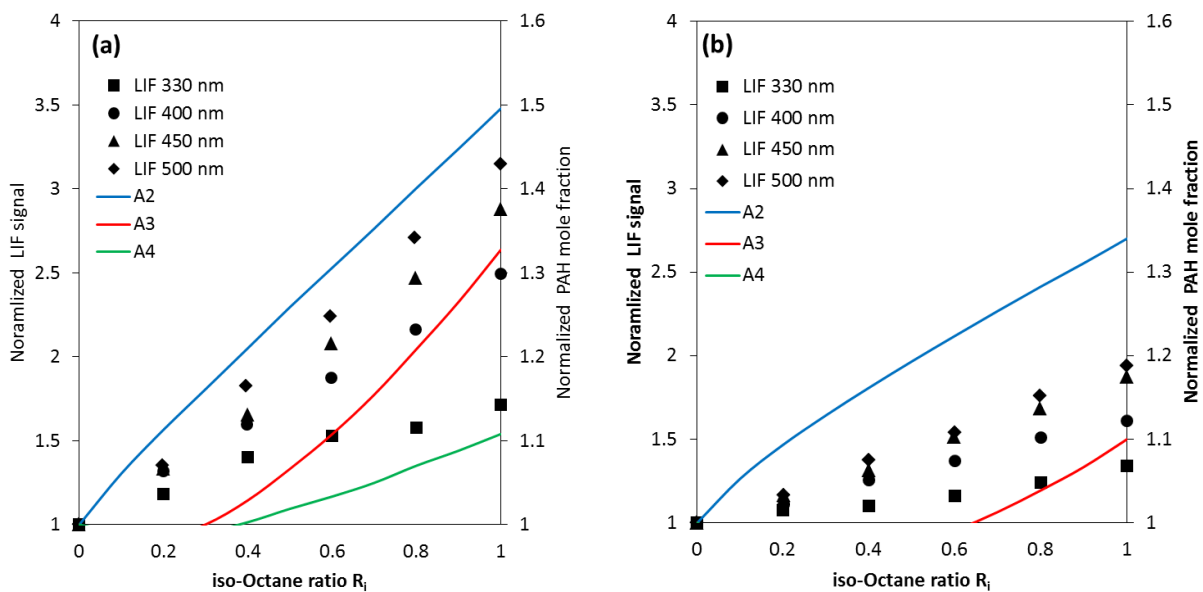 (a)
LIF 330 nm
LIF 400 nm
LIF 450 nm
LIF 500 nm
A2
A3
A4
Noramlized LIF signal
4
3.5
3
2.5
2
1.5
1
0
0.2
0.4
0.6
0.8
1
iso-Octane ratio Ri
1.6
1.5
1.4
1.3
1.2
1.1
1
Normalized PAH mole fraction
(b)
LIF 330 nm
LIF 400 nm
LIF 450 nm
LIF 500 nm
A2
A3
Noramlized LIF signal
4
3.5
3
2.5
2
1.5
1
0
0.2
0.4
0.6
0.8
1
iso-Octane ratio Ri
1.6
1.5
1.4
1.3
1.2
1.1
1
Normarlized PAH mole fraction